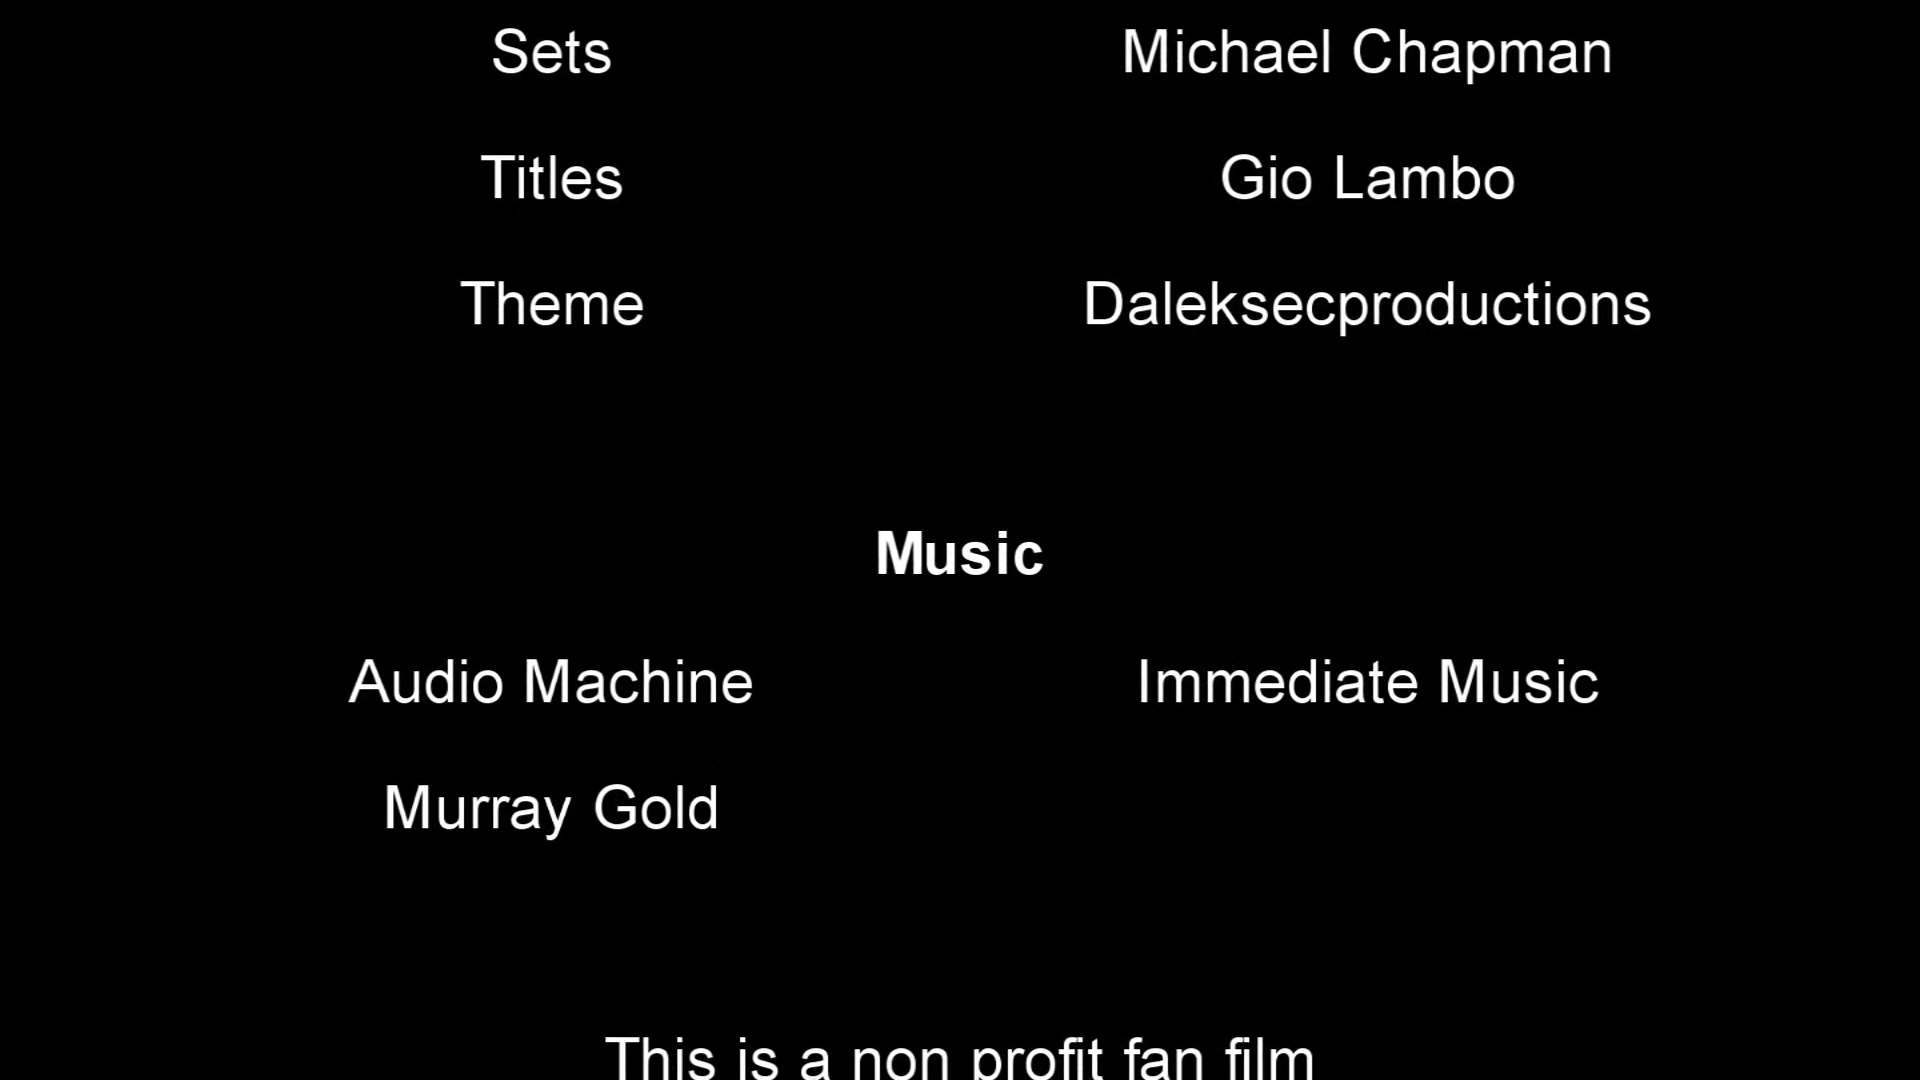 Sets Michael Chapman
Titles Gio Lambo
Theme Daleksecproductions
Music
Audio Machine Immediate Music
Murray Gold
This is a non profit fan film